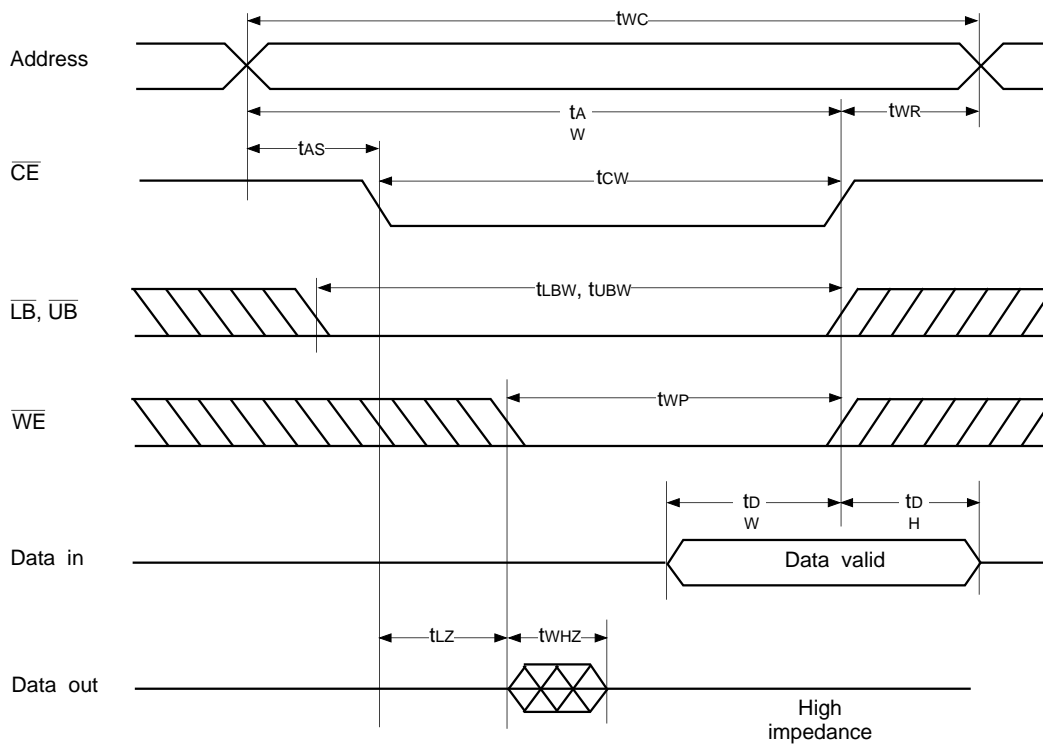 tWC
Address
tA
W
tWR
tAS
CE
tCW
tLBW, tUBW
LB, UB
tWP
WE
tD
W
tD
H
Data in
Data valid
tLZ
tWHZ
Data out
High
impedance